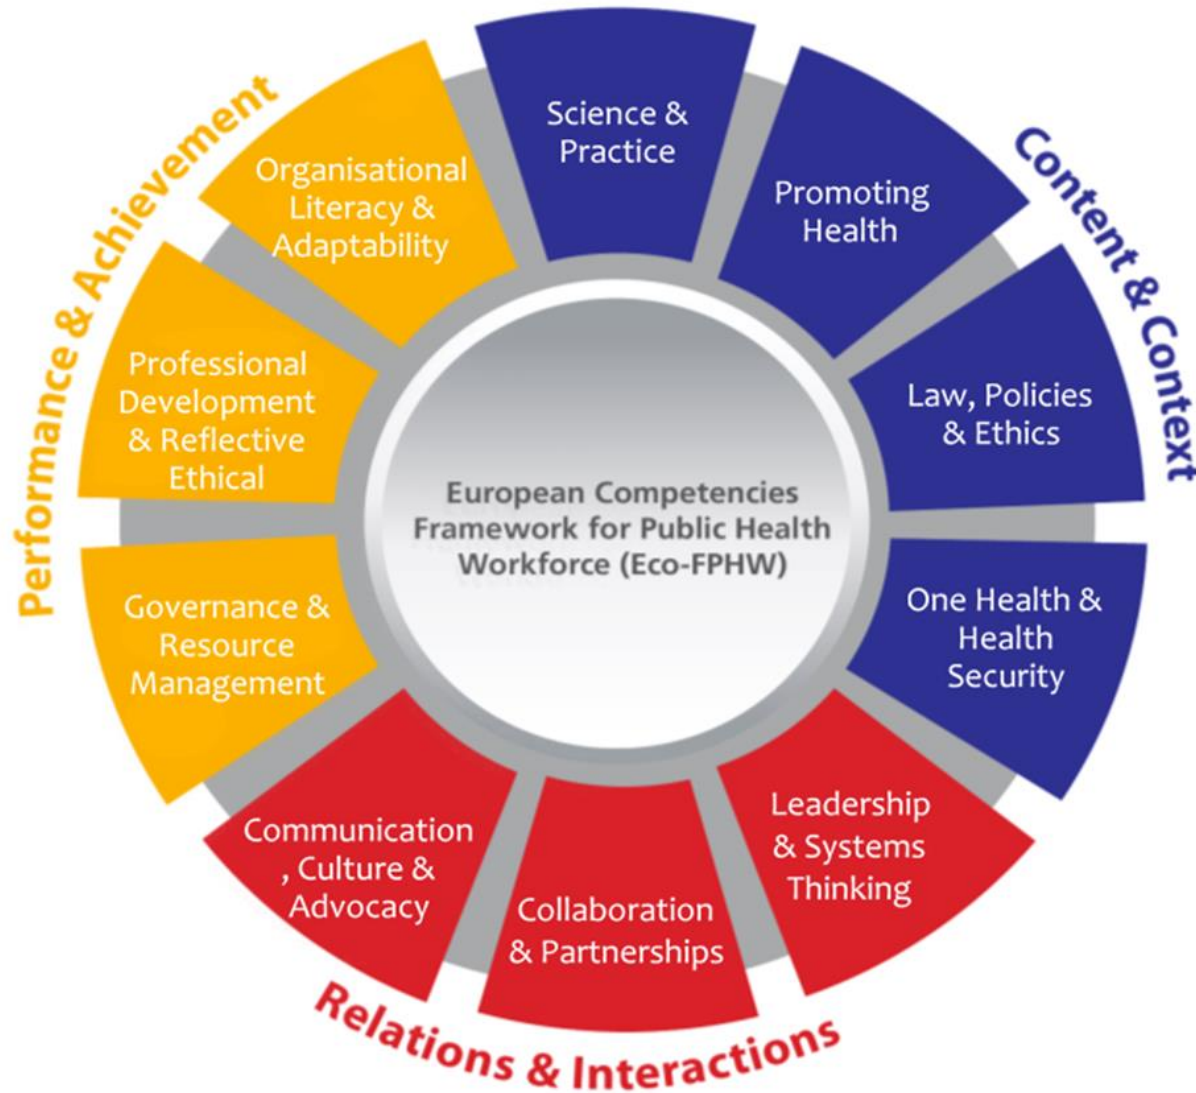 Science &
Practice
Promoting
Health
Law, Policies
& Ethics
One Health &
Health
Security
Content & Context
Leadership
& Systems
Thinking
Collaboration
& Partnerships
Communication
, Culture &
Advocacy
Relations & Interactions
Governance &
Resource
Management
Professional
Development
& Reflective
Ethical
Organisational
Literacy &
Adaptability
Performance & Achievement
European Competencies
Framework for Public Health
Workforce (Eco-FPHW)